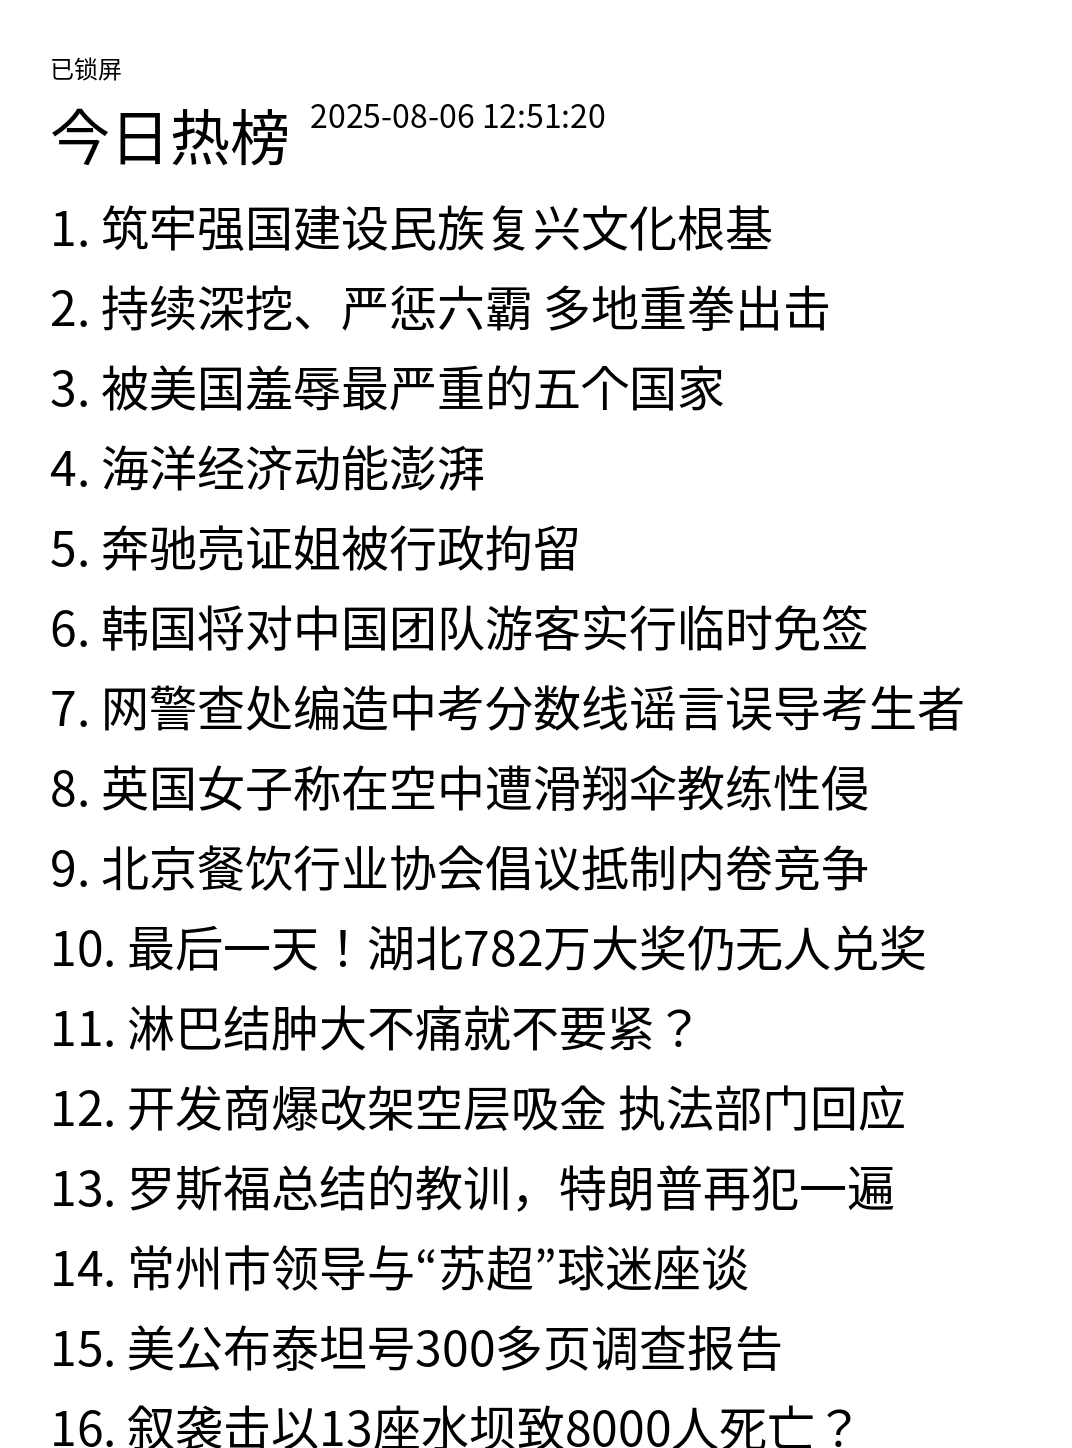 已锁屏
今日热榜 2025-08-06 12:51:20
1. 筑牢强国建设民族复兴文化根基
2. 持续深挖、严惩六霸 多地重拳出击
3. 被美国羞辱最严重的五个国家
4. 海洋经济动能澎湃
5. 奔驰亮证姐被行政拘留
6. 韩国将对中国团队游客实行临时免签
7. 网警查处编造中考分数线谣言误导考生者
8. 英国女子称在空中遭滑翔伞教练性侵
9. 北京餐饮行业协会倡议抵制内卷竞争
10. 最后一天！湖北782万大奖仍无人兑奖
11. 淋巴结肿大不痛就不要紧？
12. 开发商爆改架空层吸金 执法部门回应
13. 罗斯福总结的教训，特朗普再犯一遍
14. 常州市领导与“苏超”球迷座谈
15. 美公布泰坦号300多页调查报告
16. 叙袭击以13座水坝致8000人死亡？